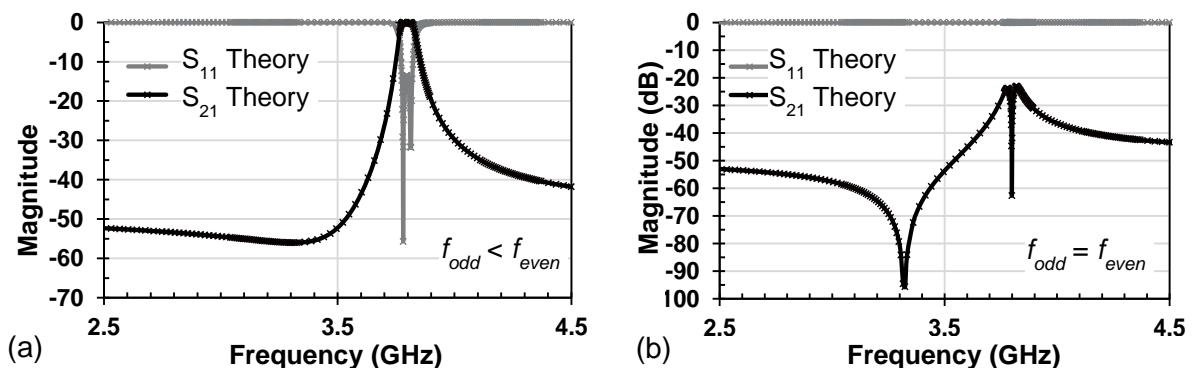 0
-10
-20
-30
-40
-50
-60
-70
Magnitude
S11 Theory
S21 Theory
fodd < feven
2.5 3.5 4.5
(a) Frequency (GHz)
0
-10
-20
-30
-40
-50
-60
-70
-80
-90
100
Magnitude (dB)
S11 Theory
S21 Theory
fodd = feven
2.5 3.5 4.5
(b) Frequency (GHz)